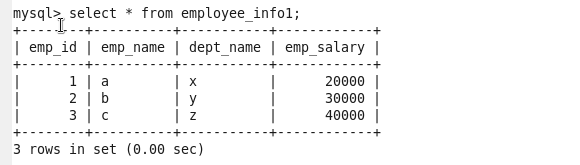 mysql> select * from employee_info1;
+--------+----------+-----------+------------+
| emp_id | emp_name | dept_name | emp_salary |
+--------+----------+-----------+------------+
|      1 | a        | x         |      20000 |
|      2 | b        | y         |      30000 |
|      3 | c        | z         |      40000 |
+--------+----------+-----------+------------+
3 rows in set (0.00 sec)